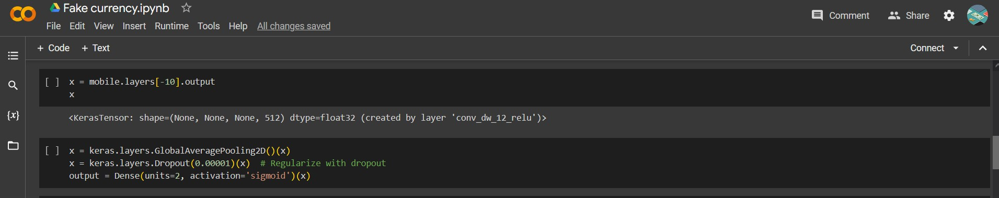 Fake currency.ipynb
File Edit View Insert Runtime Tools Help All changes saved
Comment Share
+ Code + Text
Connect
[ ] x = mobile.layers[-10].output
x
<KerasTensor: shape=(None, None, None, 512) dtype=float32 (created by layer 'conv_dw_12_relu')>
{x}
[ ] x = keras.layers.GlobalAveragePooling2D()(x)
x = keras.layers.Dropout(0.00001)(x)  # Regularize with dropout
output = Dense(units=2, activation='sigmoid')(x)